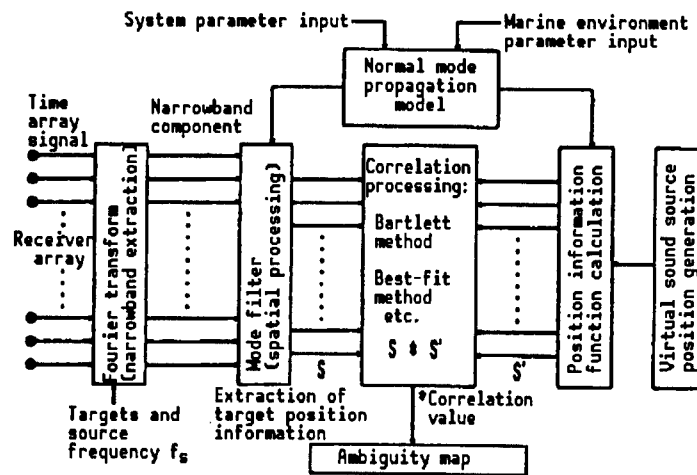 System parameter input
Marine environment
parameter input
Normal mode
propagation
model
Time
array
signal
Narrowband
component
Receiver
array
Fourier transform
(narrowband extraction)
Mode filter
(spatial processing)
Correlation
processing:
Bartlett
method
Best-fit
method
etc.
S * S'
Position information
function calculation
Virtual sound source
position generation
S
S'
Targets and
source
frequency fs
Extraction of
target position
information
*Correlation
value
Ambiguity map